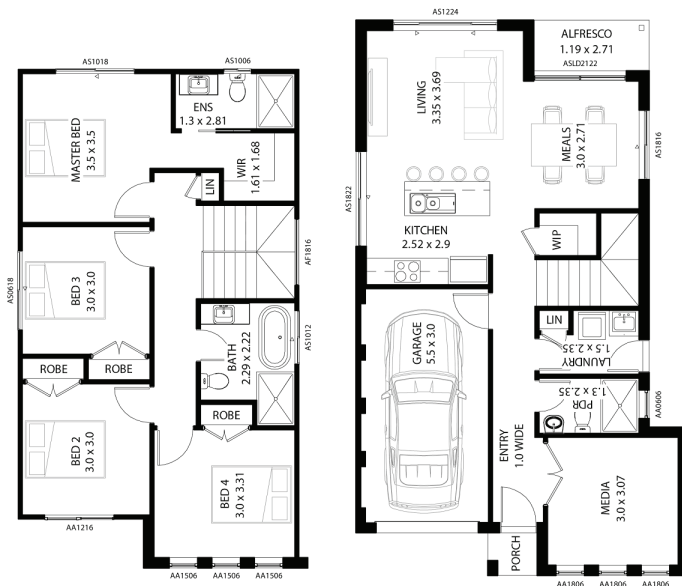 AS1018
AS1006
ENS
1.3 x 2.81
MASTER BED
3.5 x 3.5
WIR
1.61 x 1.68
LIN
AF1816
AS0618
BED 3
3.0 x 3.0
AS1012
BATH
2.29 x 2.22
ROBE
ROBE
ROBE
BED 2
3.0 x 3.0
BED 4
3.0 x 3.31
AA1216
AA1506
AA1506
AA1506
AS1224
ALFRESCO
1.19 x 2.71
ASLD2122
LIVING
3.35 x 3.69
MEALS
3.0 x 2.71
AS1816
AS1822
KITCHEN
2.52 x 2.9
WIP
LIN
LAUNDRY
1.5 x 2.35
GARAGE
5.5 x 3.0
PDR
1.3 x 2.35
AA0606
ENTRY
1.0 WIDE
MEDIA
3.0 x 3.07
PORCH
AA1806
AA1806
AA1806